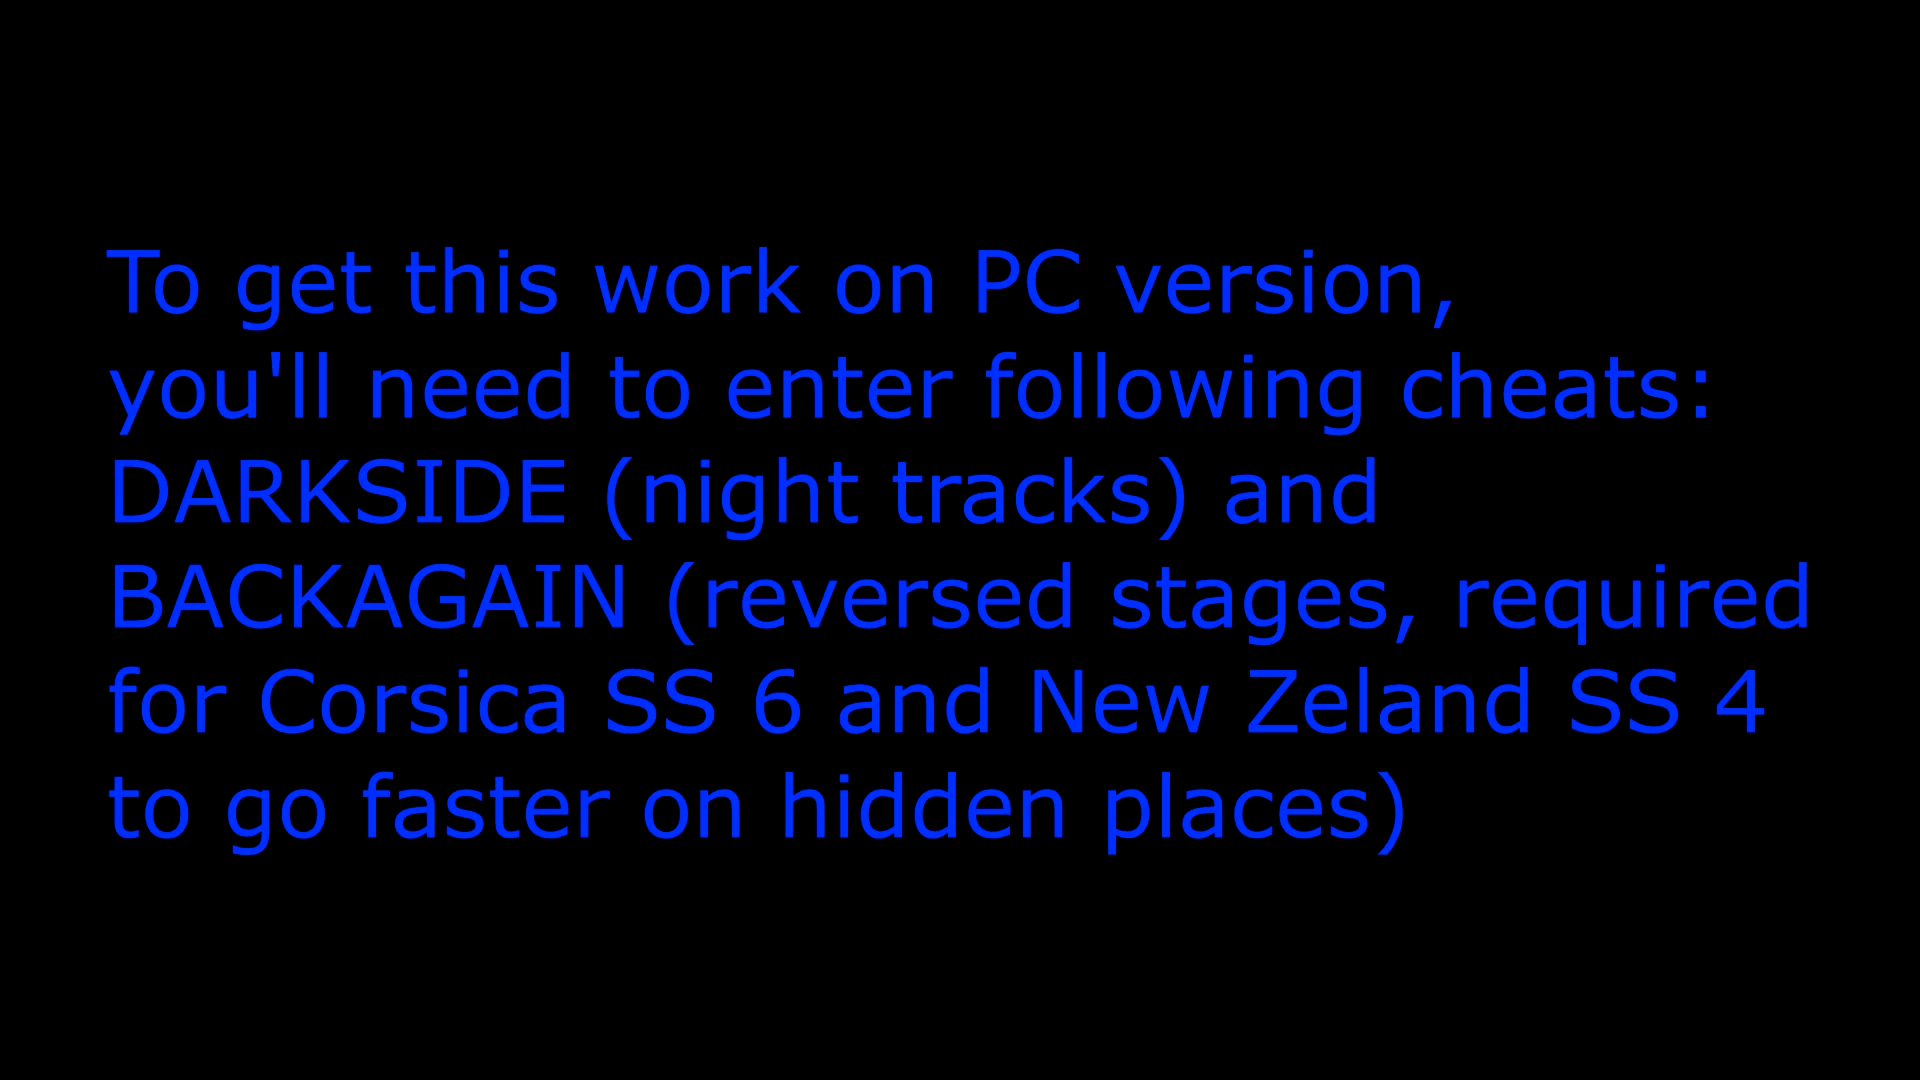 To get this work on PC version,
you'll need to enter following cheats:
DARKSIDE (night tracks) and
BACKAGAIN (reversed stages, required
for Corsica SS 6 and New Zeland SS 4
to go faster on hidden places)